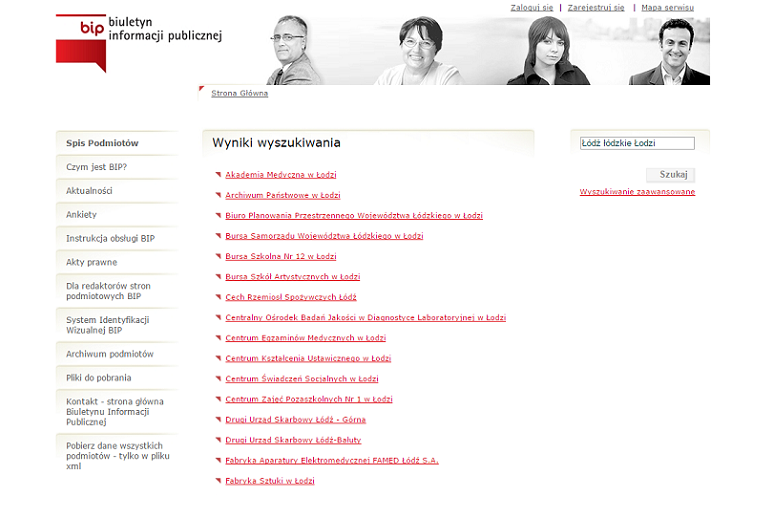 Zaloguj się | Zarejestruj się | Mapa serwisu
bip biuletyn
informacji publicznej
Strona Główna
Spis Podmiotów
Czym jest BIP?
Aktualności
Ankiety
Instrukcja obsługi BIP
Akty prawne
Dla redaktorów stron
podmiotowych BIP
System Identyfikacji
Wizualnej BIP
Archiwum podmiotów
Pliki do pobrania
Kontakt - strona główna
Biuletynu Informacji
Publicznej
Pobierz dane wszystkich
podmiotów - tylko w pliku
xml
Wyniki wyszukiwania
Akademia Medyczna w Łodzi
Archiwum Państwowe w Łodzi
Biuro Planowania Przestrzennego Województwa Łódzkiego w Łodzi
Bursa Samorządu Województwa Łódzkiego w Łodzi
Bursa Szkolna Nr 12 w Łodzi
Bursa Szkół Artystycznych w Łodzi
Cech Rzemiosł Spożywczych Łódź
Centralny Ośrodek Badań Jakości w Diagnostyce Laboratoryjnej w Łodzi
Centrum Egzaminów Medycznych w Łodzi
Centrum Kształcenia Ustawicznego w Łodzi
Centrum Świadczeń Socjalnych w Łodzi
Centrum Zajęć Pozaszkolnych Nr 1 w Łodzi
Drugi Urząd Skarbowy Łódź - Górna
Drugi Urząd Skarbowy Łódź-Bałuty
Fabryka Aparatury Elektromedycznej FAMED Łódź S.A.
Fabryka Sztuki w Łodzi
Łódź łódzkie Łodzi
Szukaj
Wyszukiwanie zaawansowane